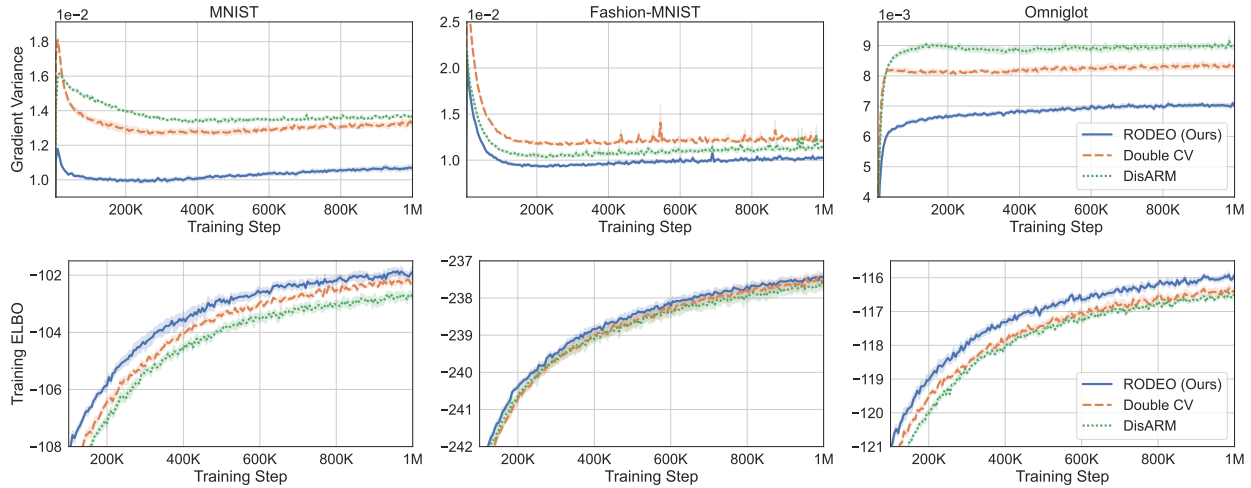 MNIST
1e−2
Gradient Variance
1.8
1.6
1.4
1.2
1.0
200K 400K 600K 800K 1M
Training Step
Fashion-MNIST
1e−2
2.5
2.0
1.5
1.0
200K 400K 600K 800K 1M
Training Step
Omniglot
1e−3
9
8
7
6
5
4
RODEO (Ours)
Double CV
DisARM
200K 400K 600K 800K 1M
Training Step
Training ELBO
−102
−104
−106
−108
200K 400K 600K 800K 1M
Training Step
−237
−238
−239
−240
−241
−242
200K 400K 600K 800K 1M
Training Step
−116
−117
−118
−119
−120
−121
RODEO (Ours)
Double CV
DisARM
200K 400K 600K 800K 1M
Training Step